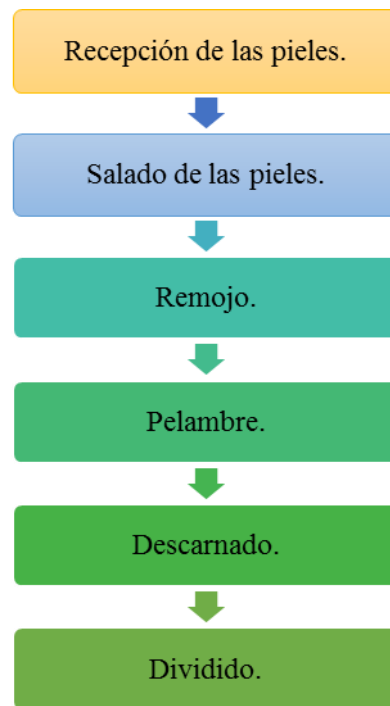 Recepción de las pieles.
Salado de las pieles.
Remojo.
Pelambre.
Descarnado.
Dividido.